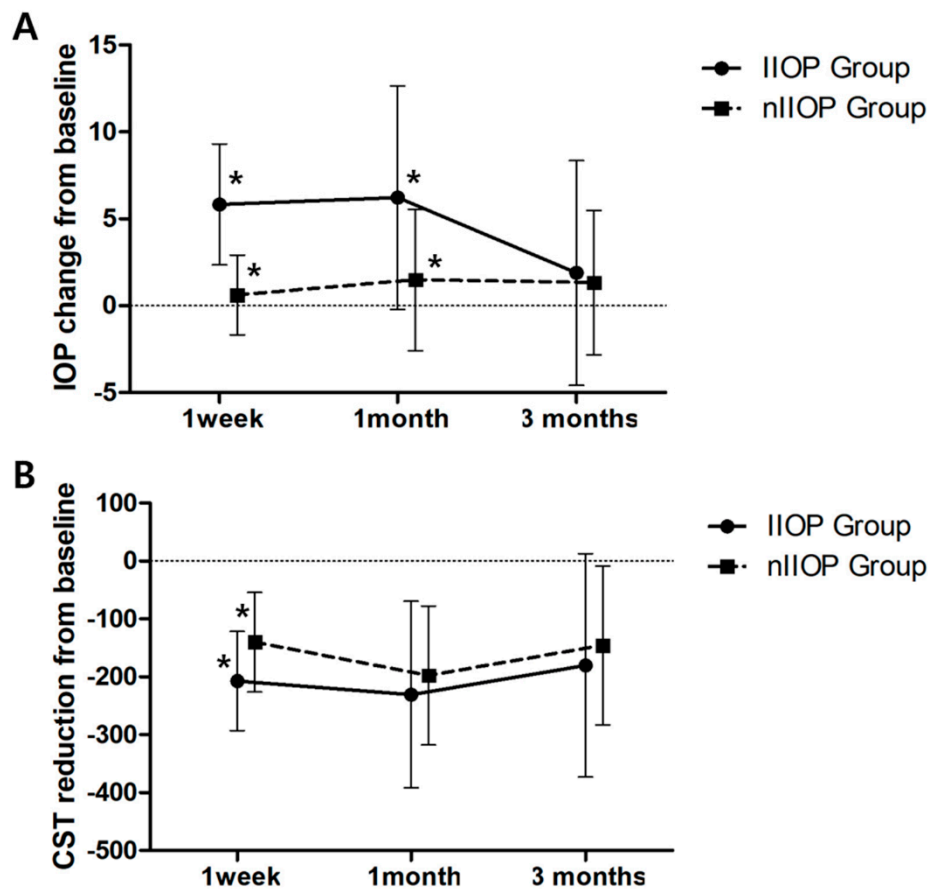 A
IOP change from baseline
15
10
5
0
-5
1week
1month
3 months
*
*
*
*
IIOP Group
nIIOP Group
B
CST reduction from baseline
100
0
-100
-200
-300
-400
-500
1week
1month
3 months
*
*
IIOP Group
nIIOP Group